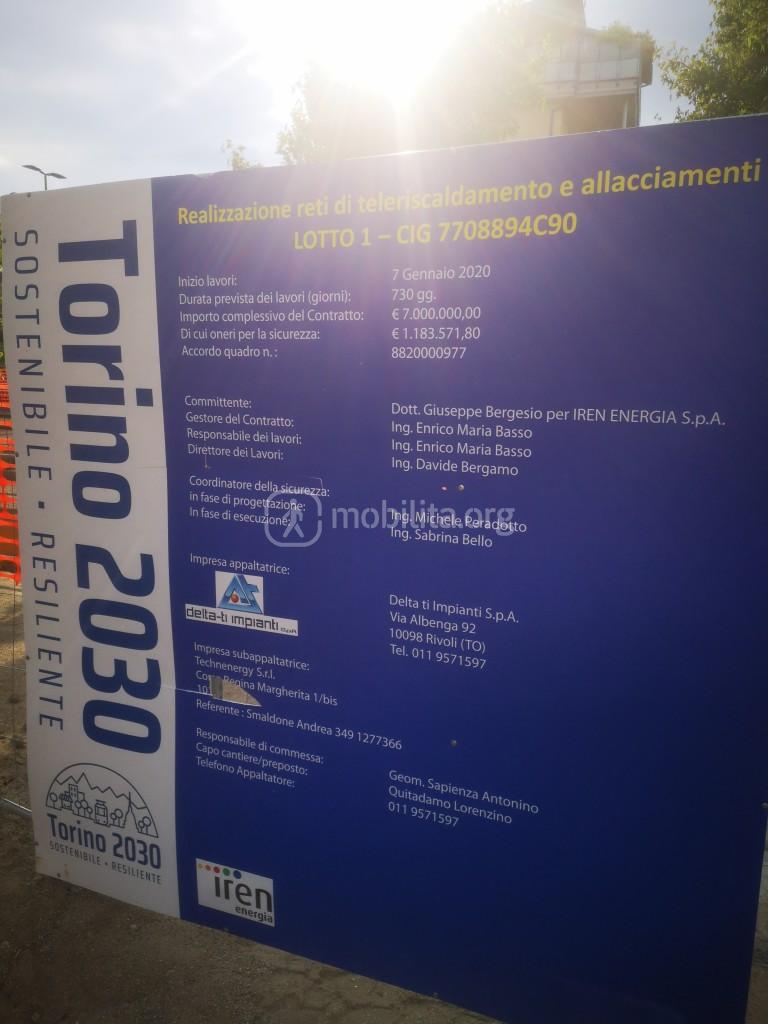 Torino 2030
SOSTENIBILE • RESILIENTE
Realizzazione reti di teleriscaldamento e allacciamenti
LOTTO 1 – CIG 7708894C90
Inizio lavori: 7 Gennaio 2020
Durata prevista dei lavori (giorni): 730 gg.
Importo complessivo del Contratto: € 7.000.000,00
Di cui oneri per la sicurezza: € 1.183.571,80
Accordo quadro n. : 8820000977
Committente: Dott. Giuseppe Bergesio per IREN ENERGIA S.p.A.
Gestore del Contratto: Ing. Enrico Maria Basso
Responsabile dei lavori: Ing. Enrico Maria Basso
Direttore dei Lavori: Ing. Davide Bergamo
Coordinatore della sicurezza:
in fase di progettazione: Ing. Michele Peradotto
In fase di esecuzione: Ing. Sabrina Bello
mobilita.org
Impresa appaltatrice:
delta-ti impianti S.p.A.
Delta ti Impianti S.p.A.
Via Albenga 92
10098 Rivoli (TO)
Tel. 011 9571597
Impresa subappaltatrice:
Technenergy S.r.l.
Regina Margherita 1/bis
Referente : Smaldone Andrea 349 1277366
Responsabile di commessa: Geom. Sapienza Antonino
Capo cantiere/preposto: Quitadamo Lorenzino
Telefono Appaltatore: 011 9571597
Torino 2030
SOSTENIBILE • RESILIENTE
iren
energia